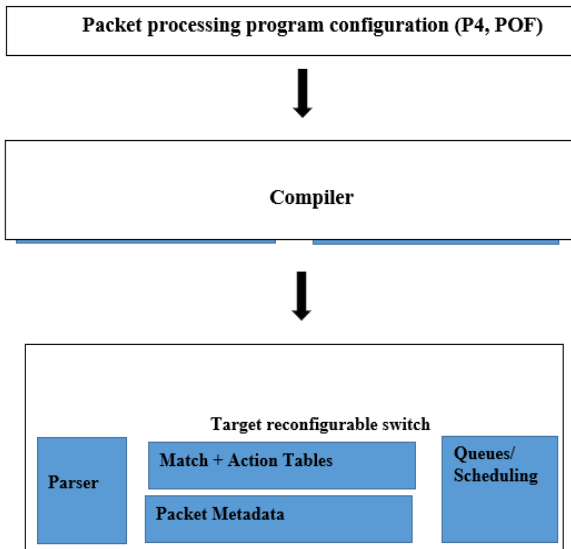 Packet processing program configuration (P4, POF)
Compiler
Target reconfigurable switch
Parser
Match + Action Tables
Packet Metadata
Queues/
Scheduling